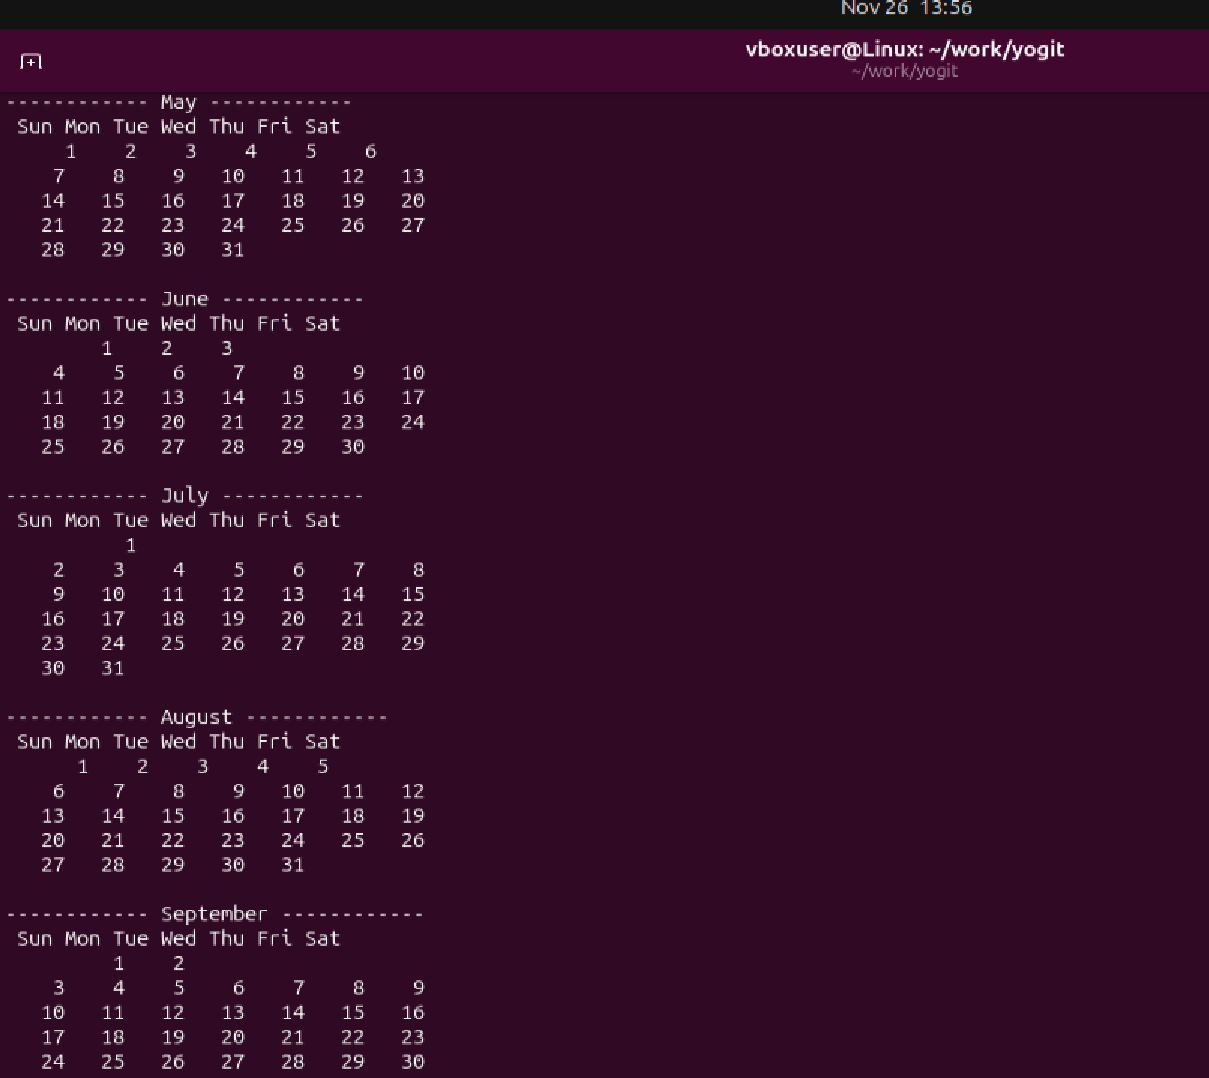 Nov 26 13:56
vboxuser@Linux: ~/work/yogit
~/work/yogit
------------ May ------------
Sun Mon Tue Wed Thu Fri Sat
1 2 3 4 5 6
7 8 9 10 11 12 13
14 15 16 17 18 19 20
21 22 23 24 25 26 27
28 29 30 31
------------ June ------------
Sun Mon Tue Wed Thu Fri Sat
1 2 3
4 5 6 7 8 9 10
11 12 13 14 15 16 17
18 19 20 21 22 23 24
25 26 27 28 29 30
------------ July ------------
Sun Mon Tue Wed Thu Fri Sat
1
2 3 4 5 6 7 8
9 10 11 12 13 14 15
16 17 18 19 20 21 22
23 24 25 26 27 28 29
30 31
------------ August ------------
Sun Mon Tue Wed Thu Fri Sat
1 2 3 4 5
6 7 8 9 10 11 12
13 14 15 16 17 18 19
20 21 22 23 24 25 26
27 28 29 30 31
------------ September ------------
Sun Mon Tue Wed Thu Fri Sat
1 2
3 4 5 6 7 8 9
10 11 12 13 14 15 16
17 18 19 20 21 22 23
24 25 26 27 28 29 30